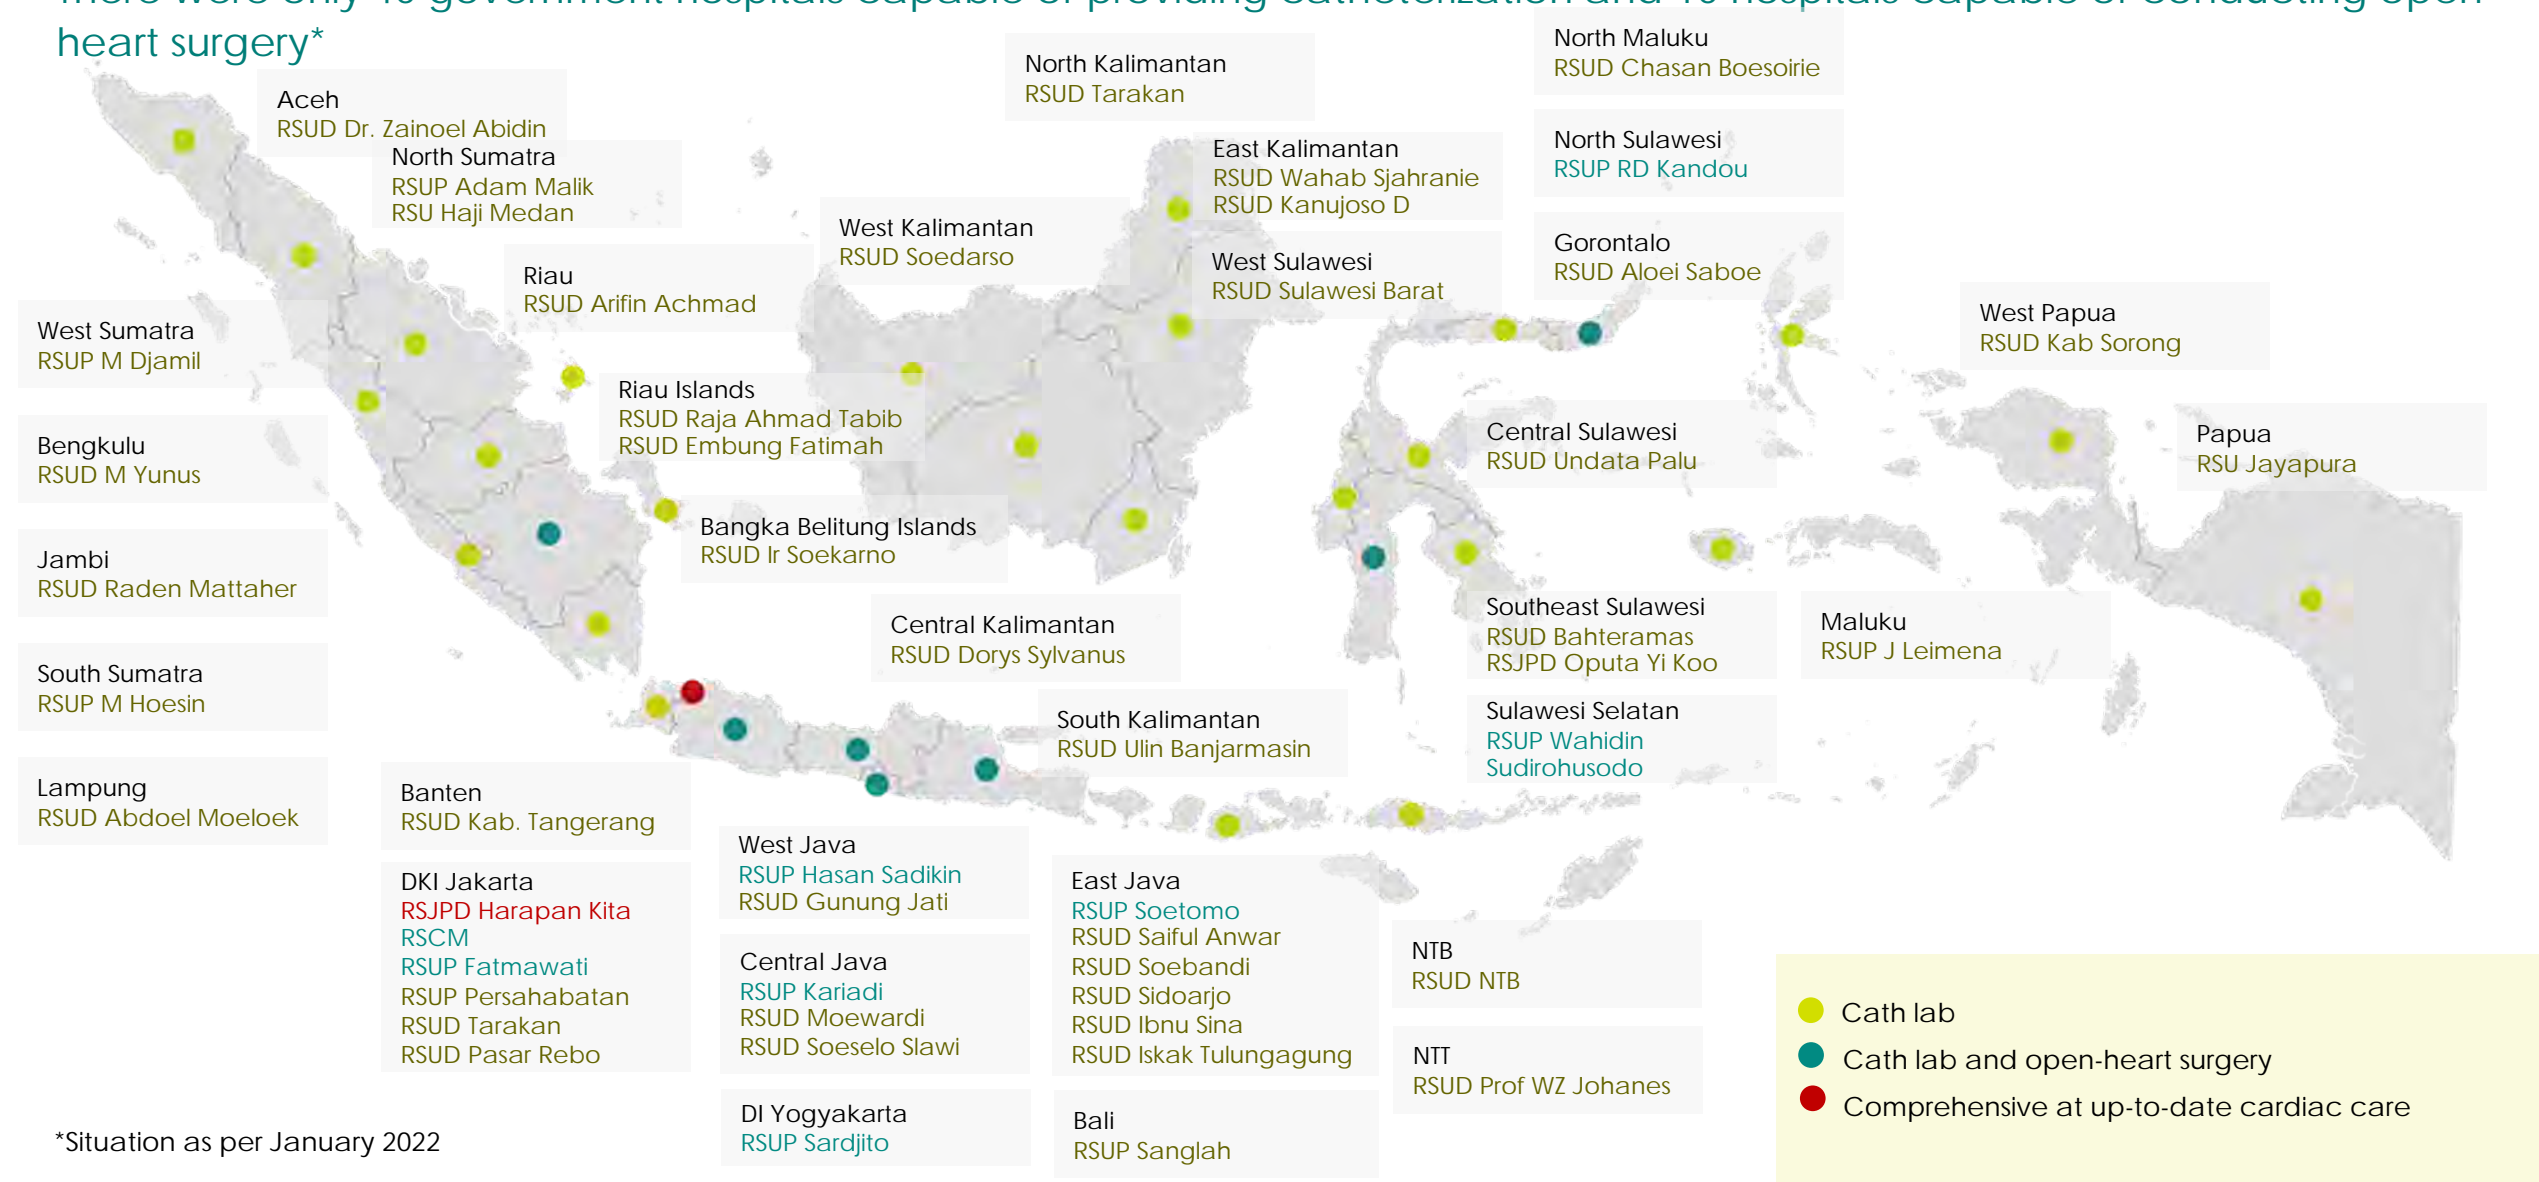 heart surgery*
Aceh
RSUD Dr. Zainoel Abidin
North Sumatra
RSUP Adam Malik
RSU Haji Medan
Riau
RSUD Arifin Achmad
Riau Islands
RSUD Raja Ahmad Tabib
RSUD Embung Fatimah
Bangka Belitung Islands
RSUD Ir Soekarno
West Sumatra
RSUP M Djamil
Bengkulu
RSUD M Yunus
Jambi
RSUD Raden Mattaher
South Sumatra
RSUP M Hoesin
Lampung
RSUD Abdoel Moeloek
North Kalimantan
RSUD Tarakan
East Kalimantan
RSUD Wahab Sjahranie
RSUD Kanujoso D
West Kalimantan
RSUD Soedarso
West Sulawesi
RSUD Sulawesi Barat
North Maluku
RSUD Chasan Boesoirie
North Sulawesi
RSUP RD Kandou
Gorontalo
RSUD Aloei Saboe
West Papua
RSUD Kab Sorong
Papua
RSU Jayapura
Central Sulawesi
RSUD Undata Palu
Southeast Sulawesi
RSUD Bahteramas
RSJPD Oputa Yi Koo
Maluku
RSUP J Leimena
Sulawesi Selatan
RSUP Wahidin
Sudirohusodo
Central Kalimantan
RSUD Dorys Sylvanus
South Kalimantan
RSUD Ulin Banjarmasin
Banten
RSUD Kab. Tangerang
DKI Jakarta
RSJPD Harapan Kita
RSCM
RSUP Fatmawati
RSUP Persahabatan
RSUD Tarakan
RSUD Pasar Rebo
West Java
RSUP Hasan Sadikin
RSUD Gunung Jati
Central Java
RSUP Kariadi
RSUD Moewardi
RSUD Soeselo Slawi
DI Yogyakarta
RSUP Sardjito
East Java
RSUP Soetomo
RSUD Saiful Anwar
RSUD Soebandi
RSUD Sidoarjo
RSUD Ibnu Sina
RSUD Iskak Tulungagung
Bali
RSUP Sanglah
NTB
RSUD NTB
NTT
RSUD Prof WZ Johanes
Cath lab
Cath lab and open-heart surgery
Comprehensive at up-to-date cardiac care
*Situation as per January 2022